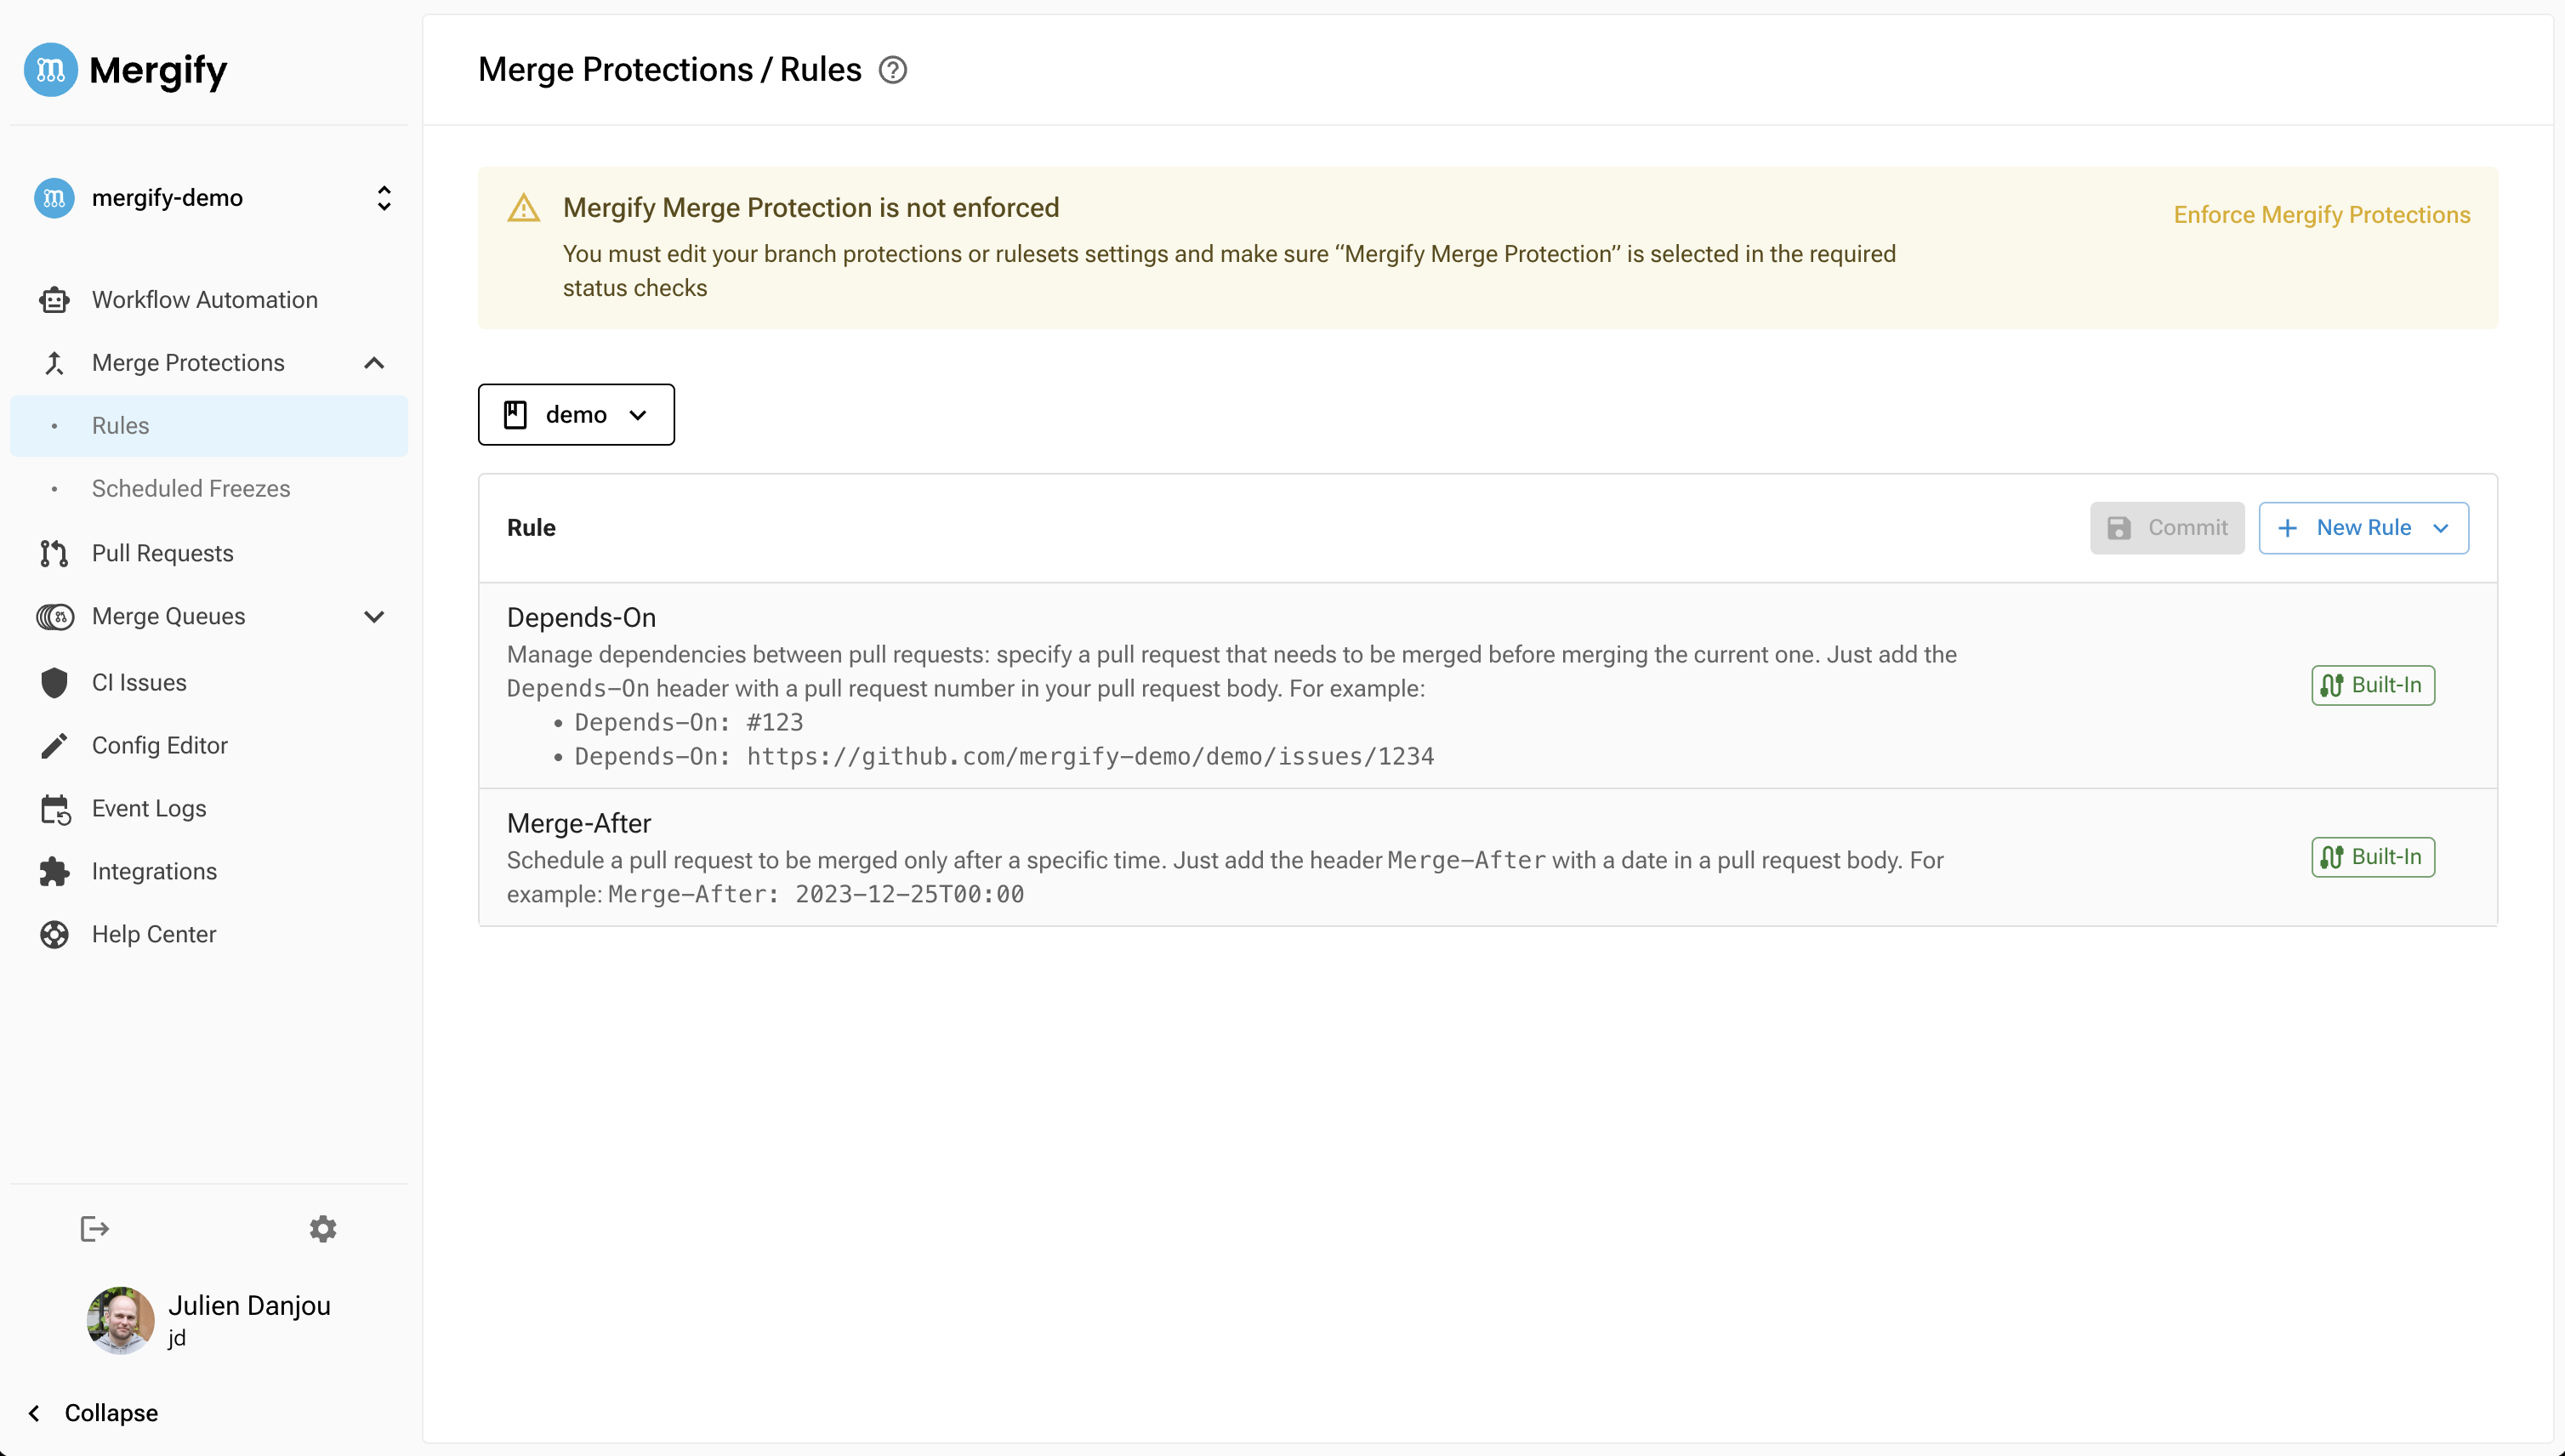 Mergify
mergify-demo
Workflow Automation
Merge Protections
Rules
Scheduled Freezes
Pull Requests
Merge Queues
CI Issues
Config Editor
Event Logs
Integrations
Help Center
Julien Danjou
jd
Collapse
Merge Protections / Rules
Mergify Merge Protection is not enforced
Enforce Mergify Protections
You must edit your branch protections or rulesets settings and make sure “Mergify Merge Protection” is selected in the required
status checks
demo
Rule
Commit
New Rule
Depends-On
Manage dependencies between pull requests: specify a pull request that needs to be merged before merging the current one. Just add the
Depends-On header with a pull request number in your pull request body. For example:
• Depends-On: #123
• Depends-On: https://github.com/mergify-demo/demo/issues/1234
Built-In
Merge-After
Schedule a pull request to be merged only after a specific time. Just add the header Merge-After with a date in a pull request body. For
example: Merge-After: 2023-12-25T00:00
Built-In